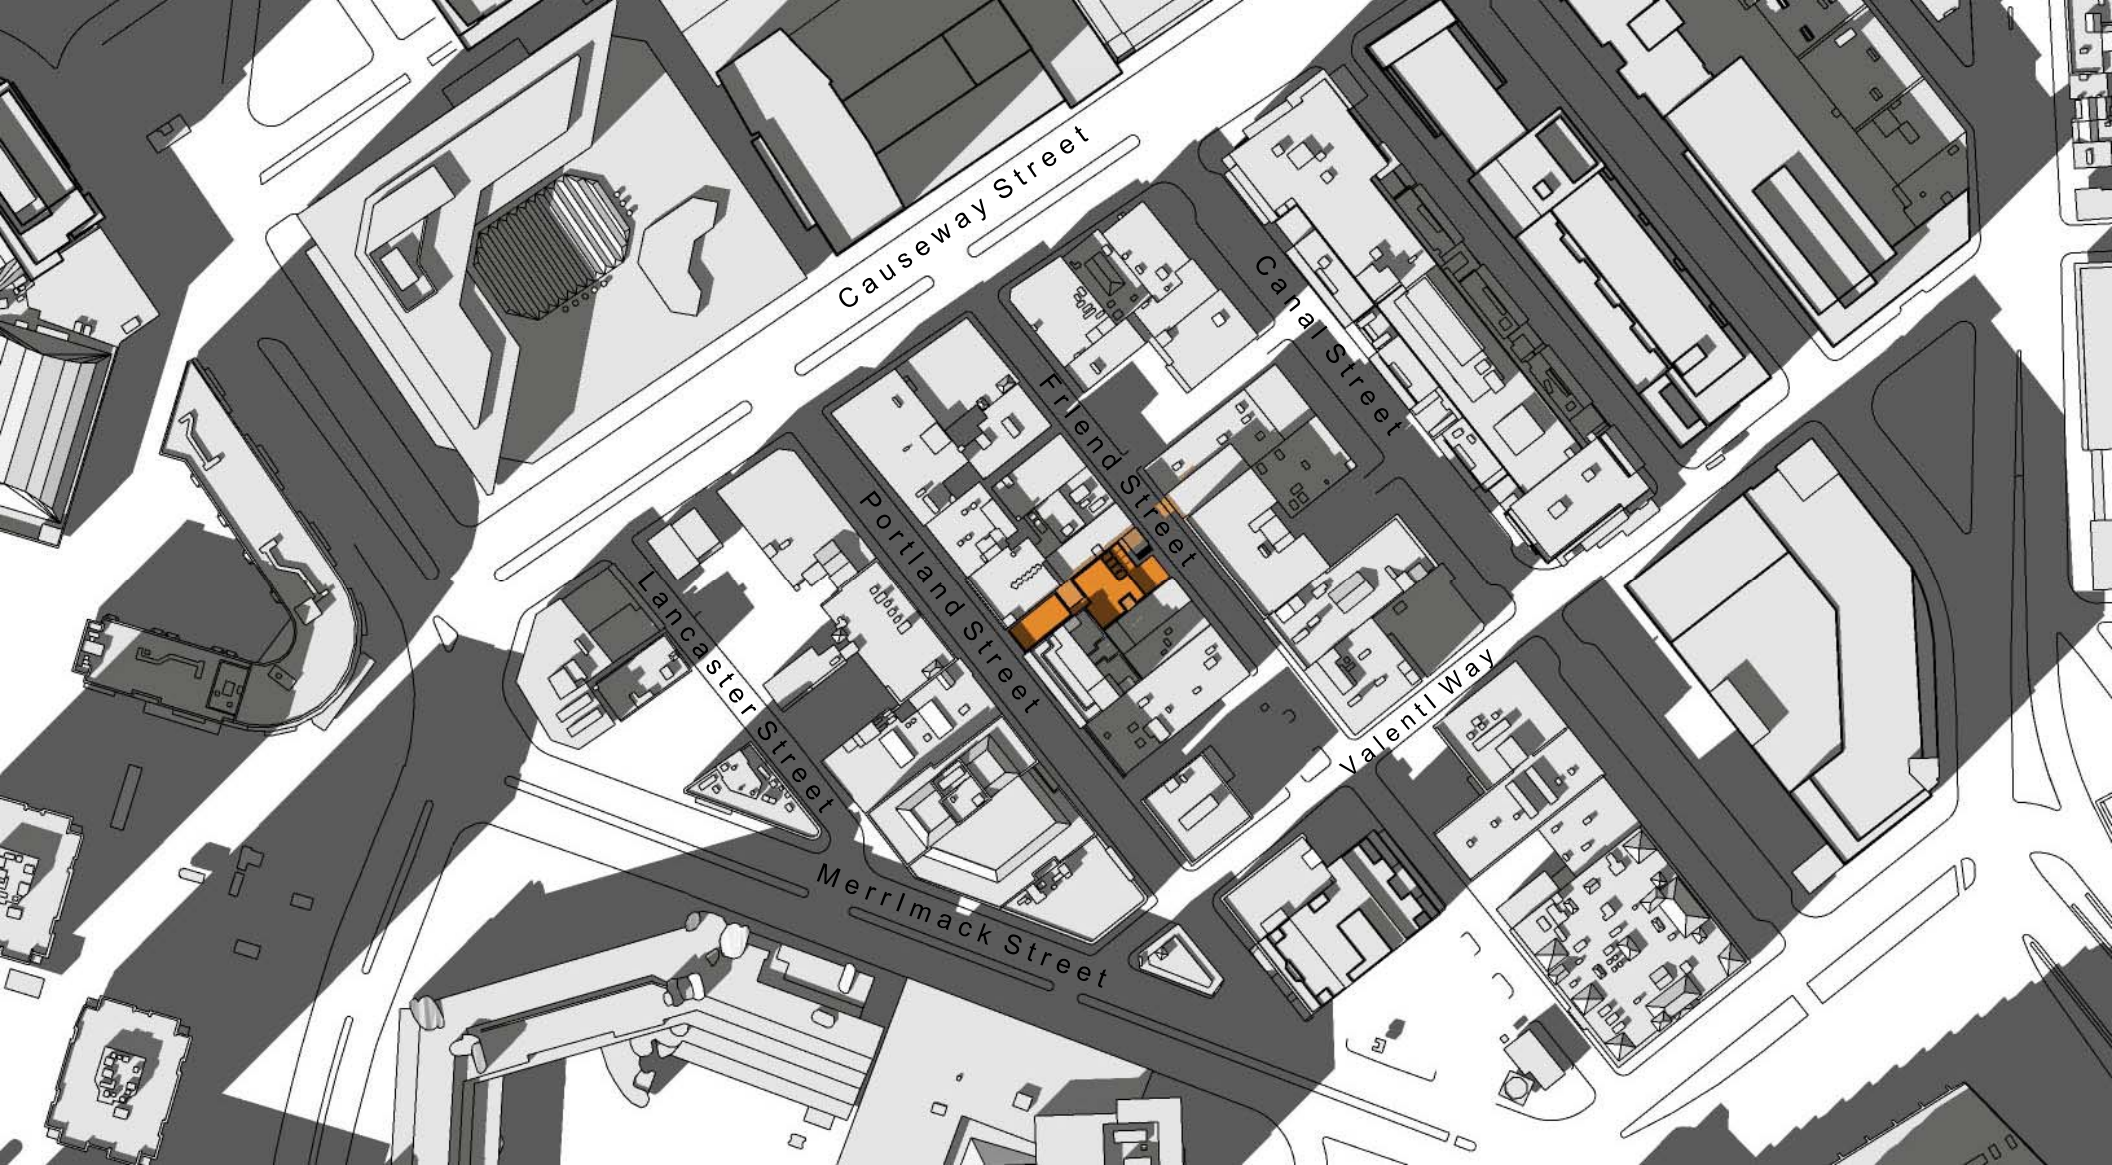 Causeway Street
Canal Street
Friend Street
Portland Street
Lancaster Street
Valenti Way
Merrimack Street